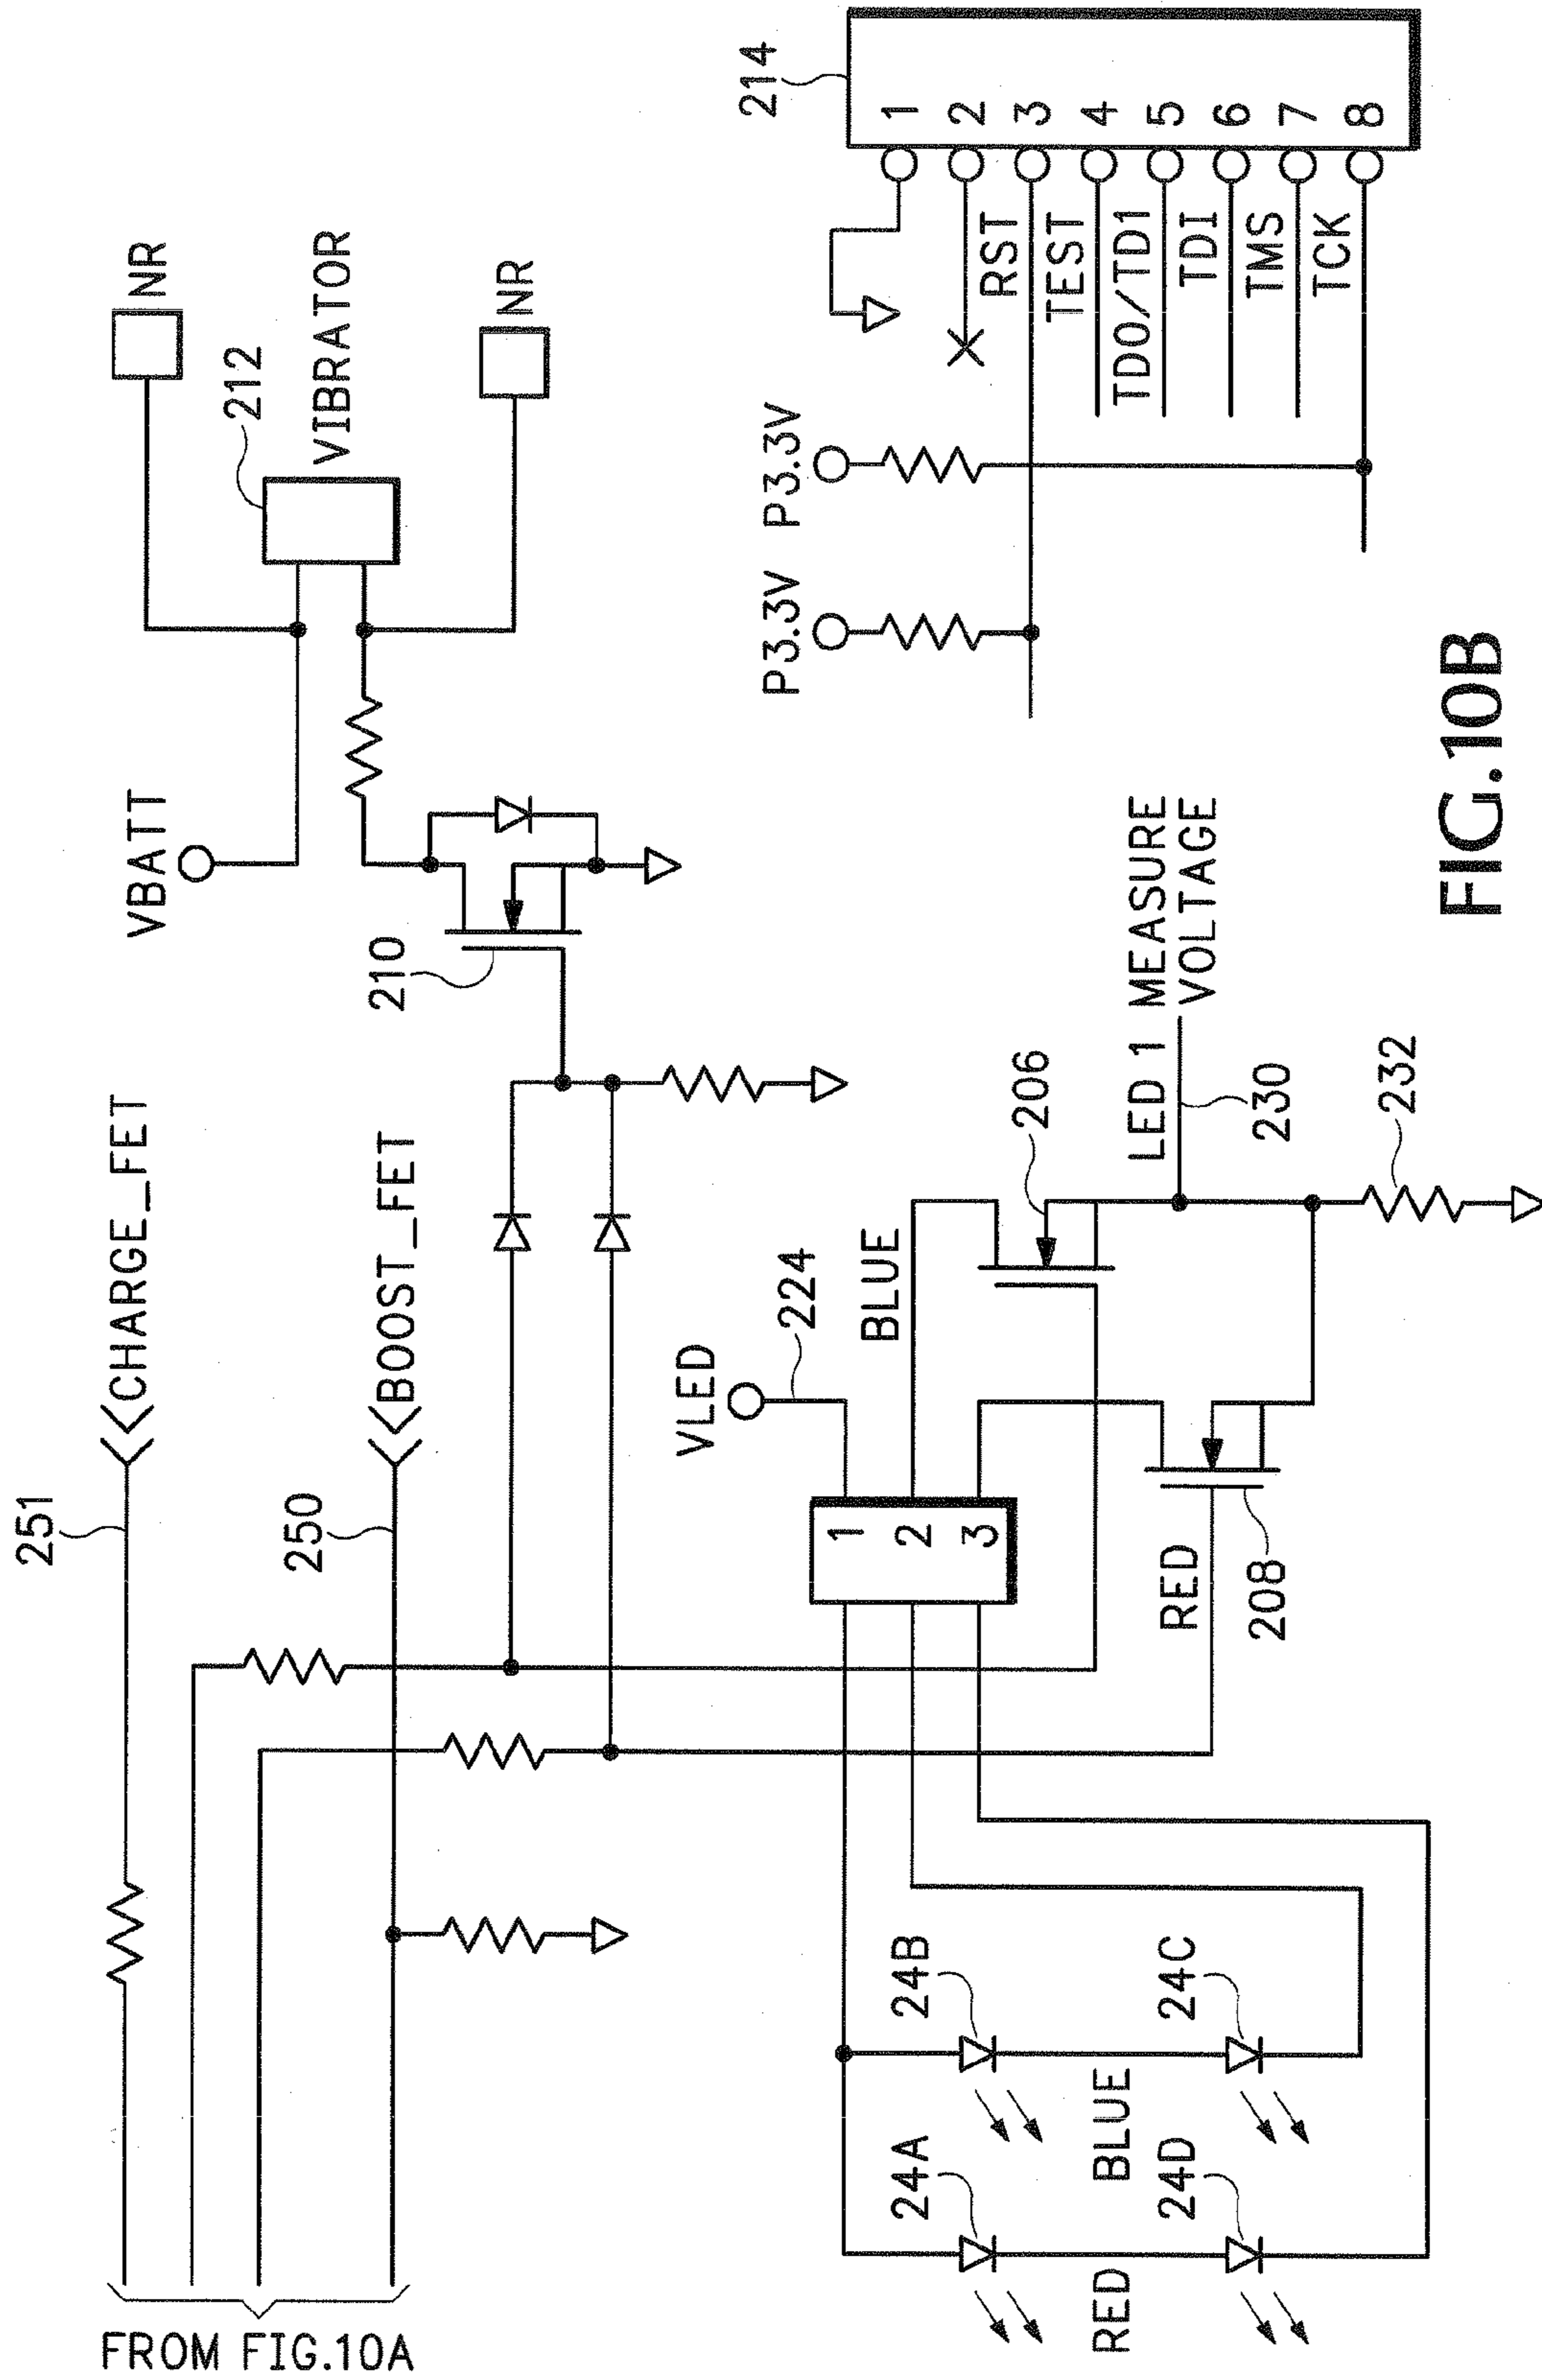 FROM FIG.10A
251
<<CHARGE_FET
250
<<BOOST_FET
VBATT
210
212
VIBRATOR
NR
NR
24A
24B
RED
BLUE
24D
24C
1
2
3
VLED
224
BLUE
206
RED
208
LED 1 MEASURE
VOLTAGE
230
232
P3.3V
P3.3V
214
RST
TEST
TDO/TD1
TDI
TMS
TCK
1
2
3
4
5
6
7
8
FIG.10B